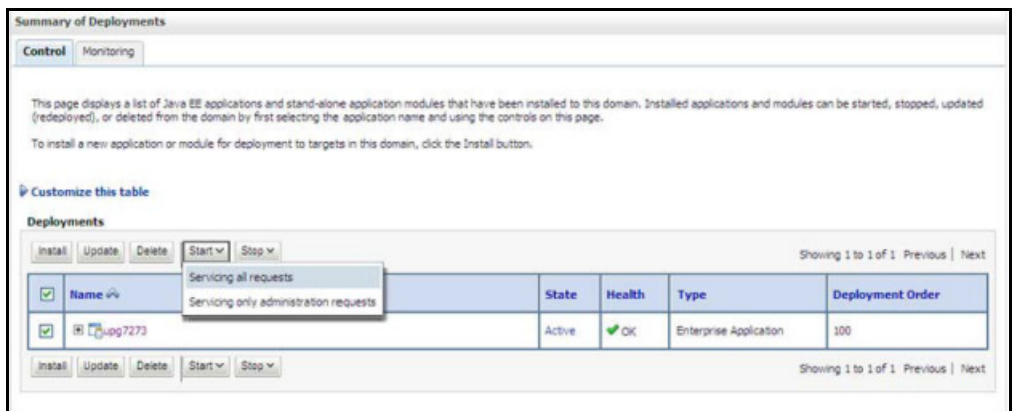 Summary of Deployments
Control Monitoring
This page displays a list of Java EE applications and stand-alone application modules that have been installed to this domain. Installed applications and modules can be started, stopped, updated
(redeployed), or deleted from the domain by first selecting the application name and using the controls on this page.
To install a new application or module for deployment to targets in this domain, click the Install button.
Customize this table
Deployments
Install Update Delete Start Stop Showing 1 to 1 of 1 Previous | Next
Servicing all requests
Name State Health Type Deployment Order
Servicing only administration requests
upg7273 Active OK Enterprise Application 100
Install Update Delete Start Stop Showing 1 to 1 of 1 Previous | Next